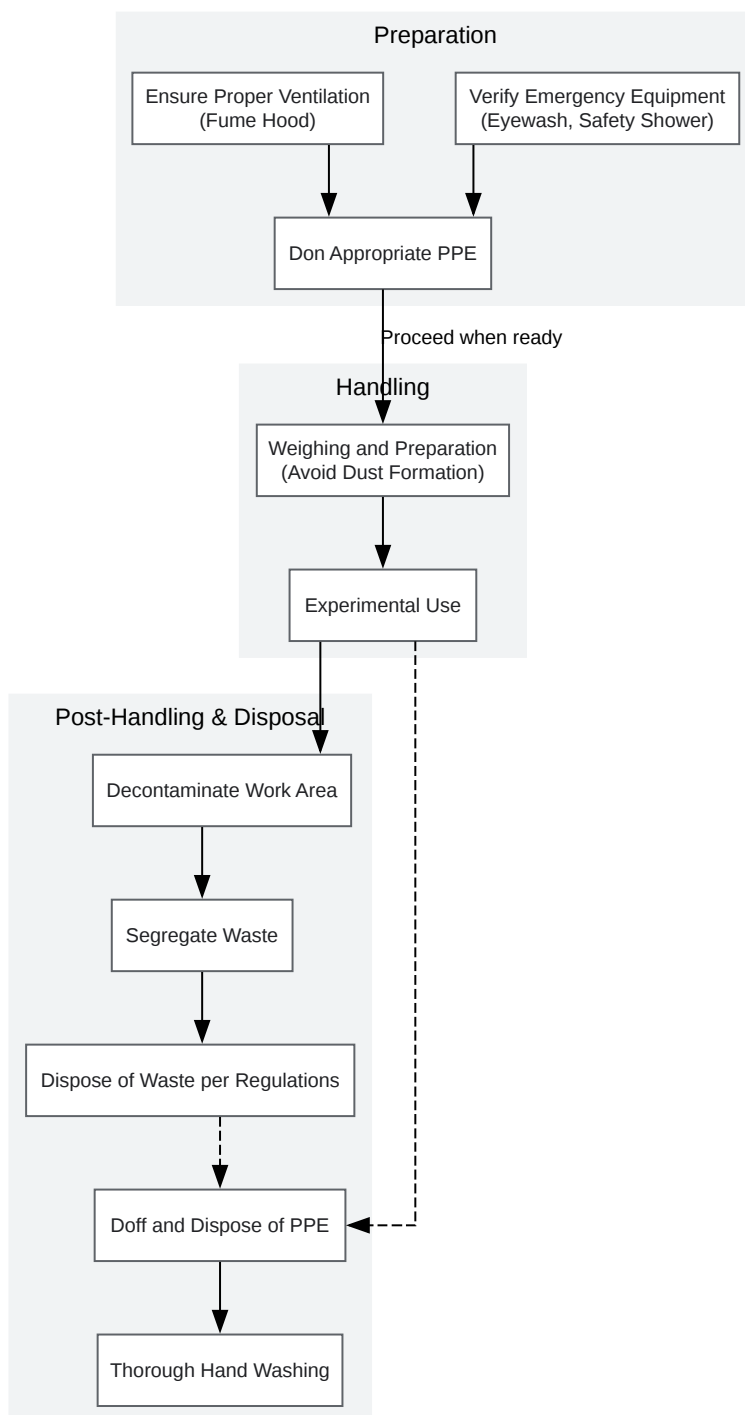 Preparation
Ensure Proper Ventilation
(Fume Hood)
Verify Emergency Equipment
(Eyewash, Safety Shower)
Don Appropriate PPE
Proceed when ready
Handling
Weighing and Preparation
(Avoid Dust Formation)
Experimental Use
Post-Handling & Disposal
Decontaminate Work Area
Segregate Waste
Dispose of Waste per Regulations
Doff and Dispose of PPE
Thorough Hand Washing